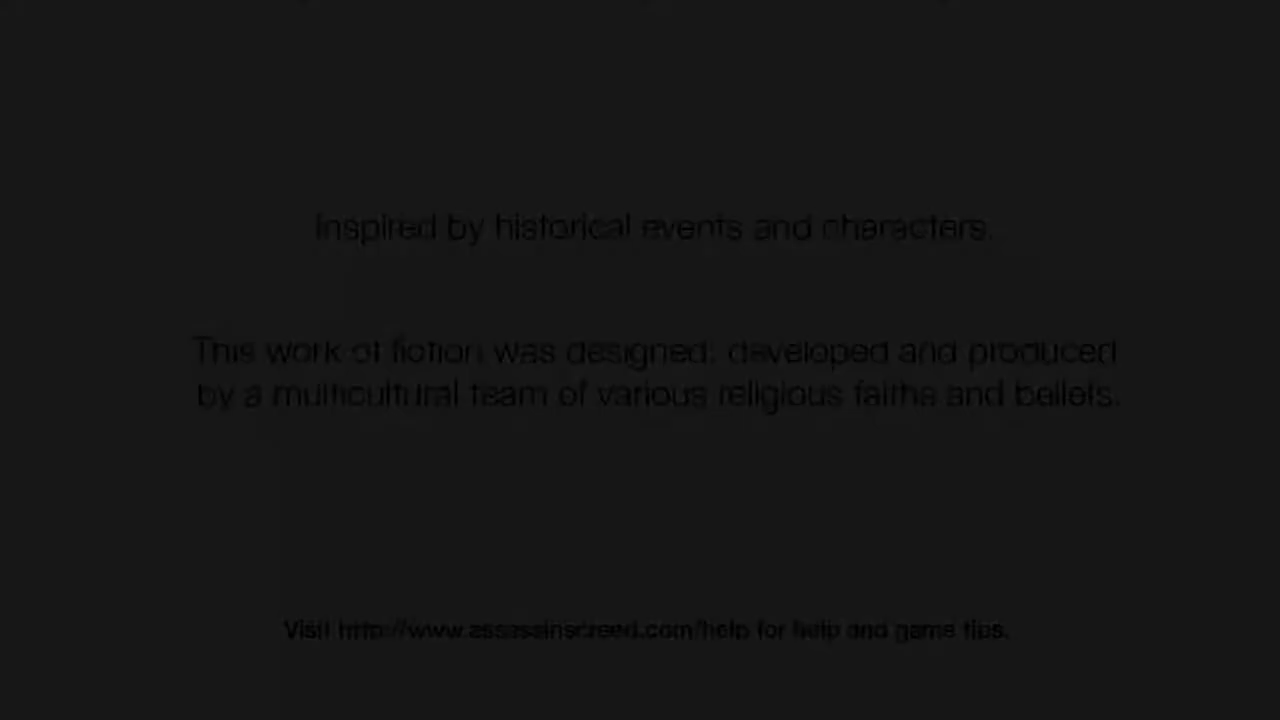 Inspired by historical events and characters.
This work of fiction was designed, developed and produced
by a multicultural team of various religious faiths and beliefs.
Visit http://www.assassinscreed.com/help for help and game tips.